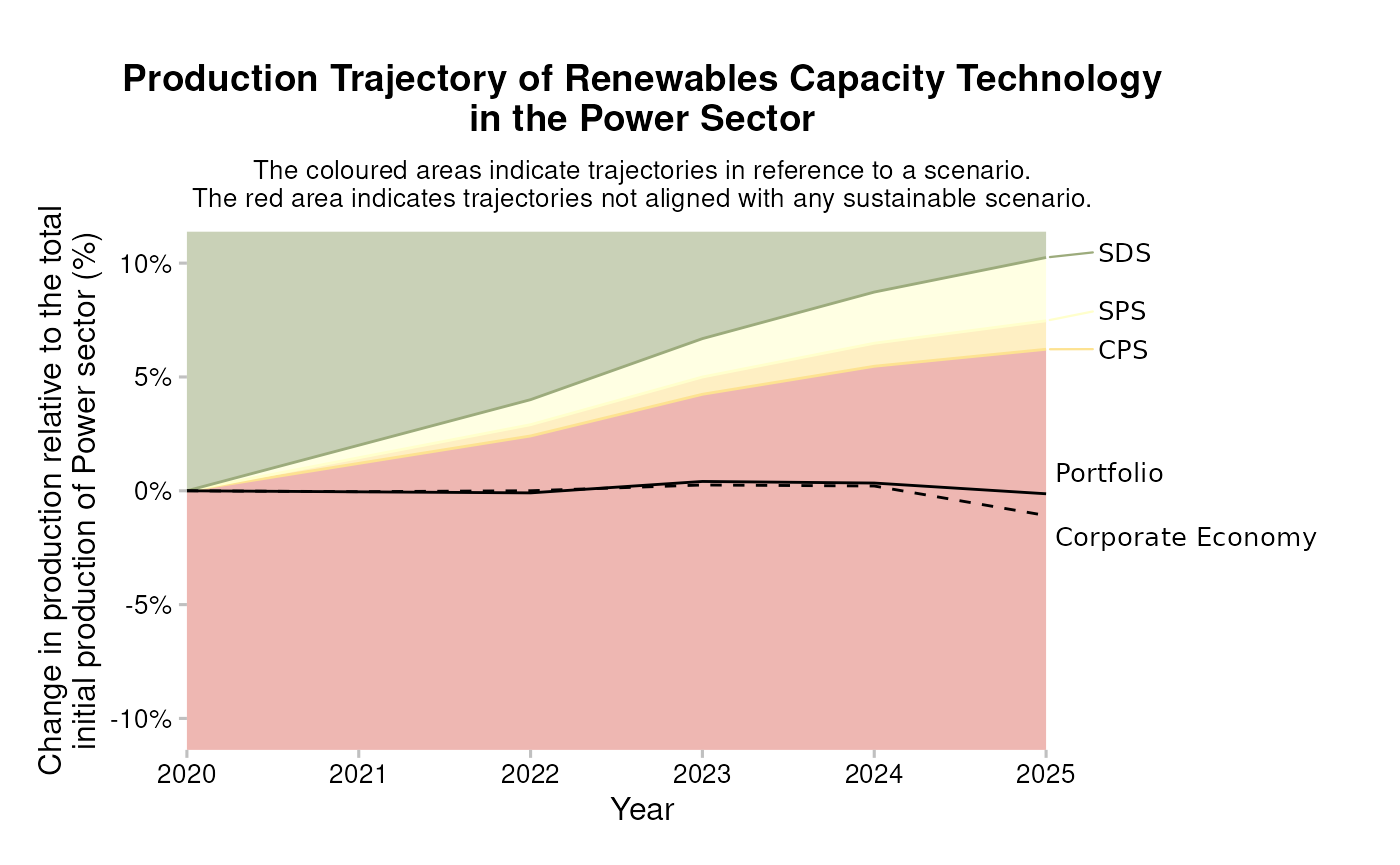 Production Trajectory of Renewables Capacity Technology
in the Power Sector
The coloured areas indicate trajectories in reference to a scenario.
The red area indicates trajectories not aligned with any sustainable scenario.
Change in production relative to the total
initial production of Power sector (%)
10%
5%
0%
-5%
-10%
SDS
SPS
CPS
Portfolio
Corporate Economy
2020
2021
2022
2023
2024
2025
Year